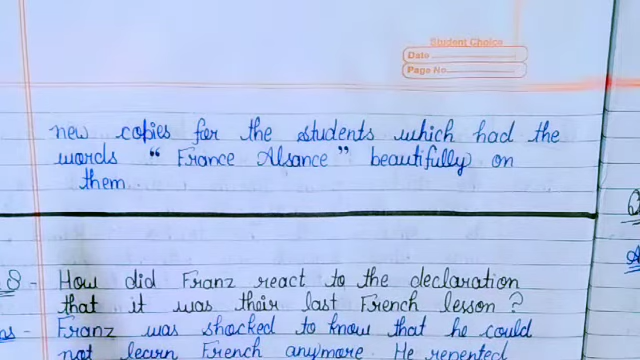 Student Choice
Date
Page No.
new copies for the students which had the
words " France Alsance " beautifully on
them.
8 - How did Franz react to the declaration
that it was their last French lesson ?
ns - Franz was shocked to know that he could
not learn French anymore. He repented